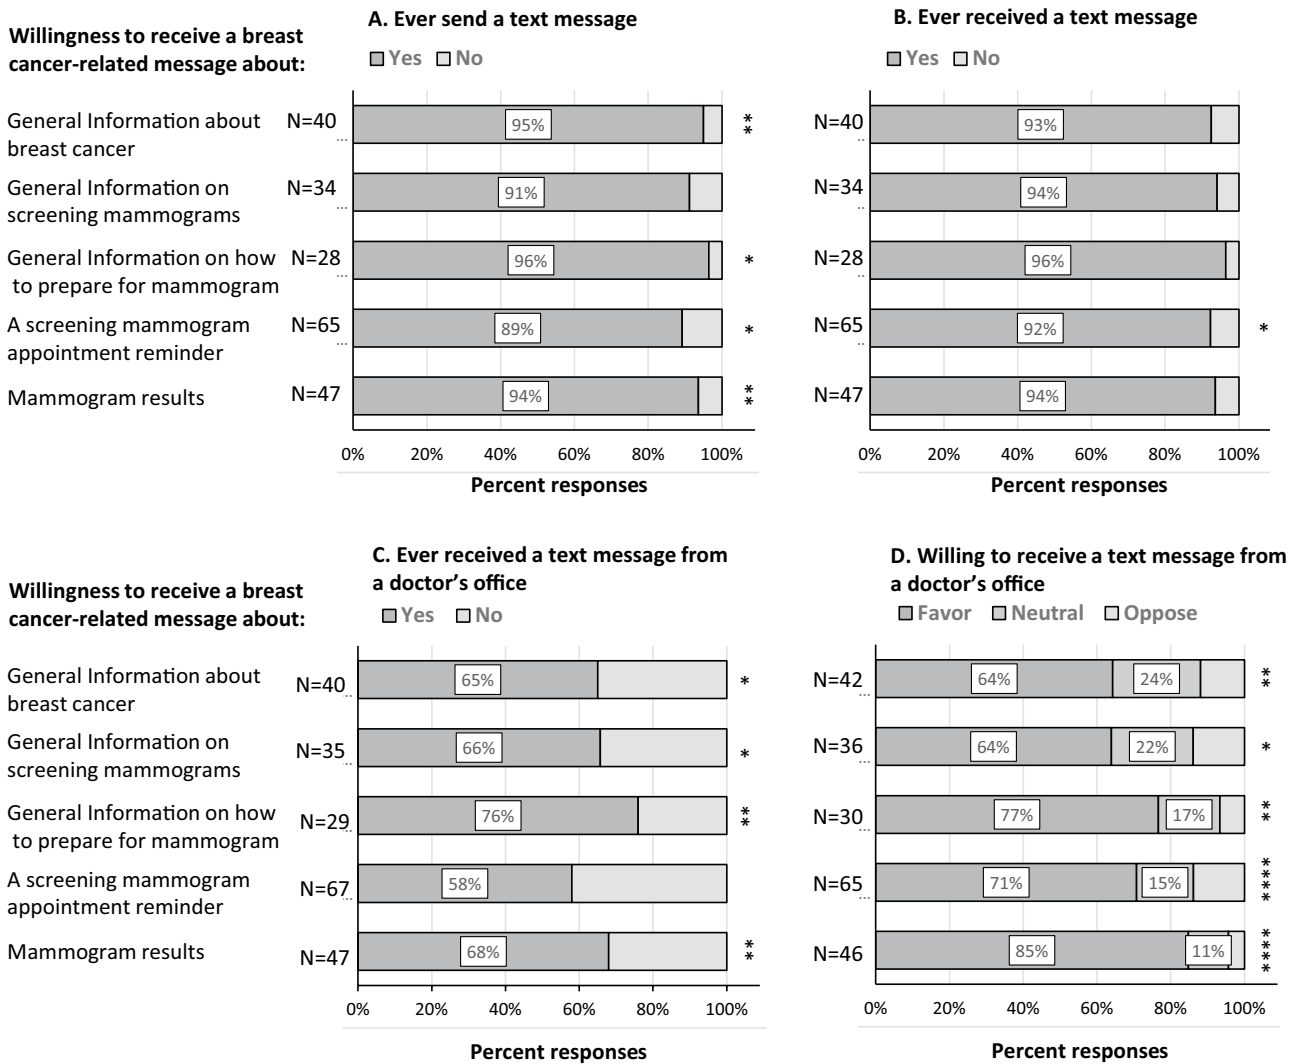 A. Ever send a text message
B. Ever received a text message
Willingness to receive a breast
cancer-related message about:
Yes No
Yes No
General Information about
breast cancer
N=40
...
95%
**
N=40
..
93%
General Information on
screening mammograms
N=34
...
91%
N=34
..
94%
General Information on how
to prepare for mammogram
N=28
...
96%
*
N=28
..
96%
A screening mammogram
appointment reminder
N=65
...
89%
*
N=65
..
92%
*
Mammogram results
N=47
94%
**
N=47
94%
0% 20% 40% 60% 80% 100%
0% 20% 40% 60% 80% 100%
Percent responses
Percent responses
C. Ever received a text message from
a doctor's office
D. Willing to receive a text message from
a doctor's office
Willingness to receive a breast
cancer-related message about:
Yes No
Favor Neutral Oppose
General Information about
breast cancer
N=40
...
65%
*
N=42
...
64%
24%
**
General Information on
screening mammograms
N=35
...
66%
*
N=36
...
64%
22%
*
General Information on how
to prepare for mammogram
N=29
...
76%
**
N=30
...
77%
17%
**
A screening mammogram
appointment reminder
N=67
...
58%
N=65
...
71%
15%
****
Mammogram results
N=47
68%
**
N=46
85%
11%
****
0% 20% 40% 60% 80% 100%
0% 20% 40% 60% 80% 100%
Percent responses
Percent responses